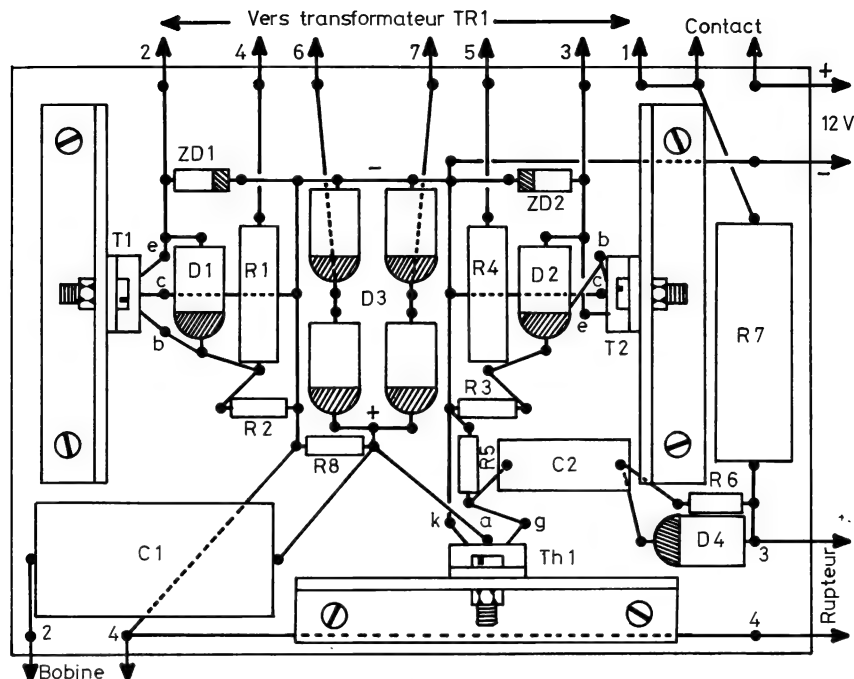 Vers transformateur TR1
2 4 6 7 5 3 1 Contact
+
12 V
ZD1 - ZD2 -
T1 e D1 R1 D3 R4 D2 b
c c
b e T2 R7
R2 + R3
R8 R5 C2 R6
k a g
C1 Th1 D4 3
+.
Rupteur
2 4 4
Bobine